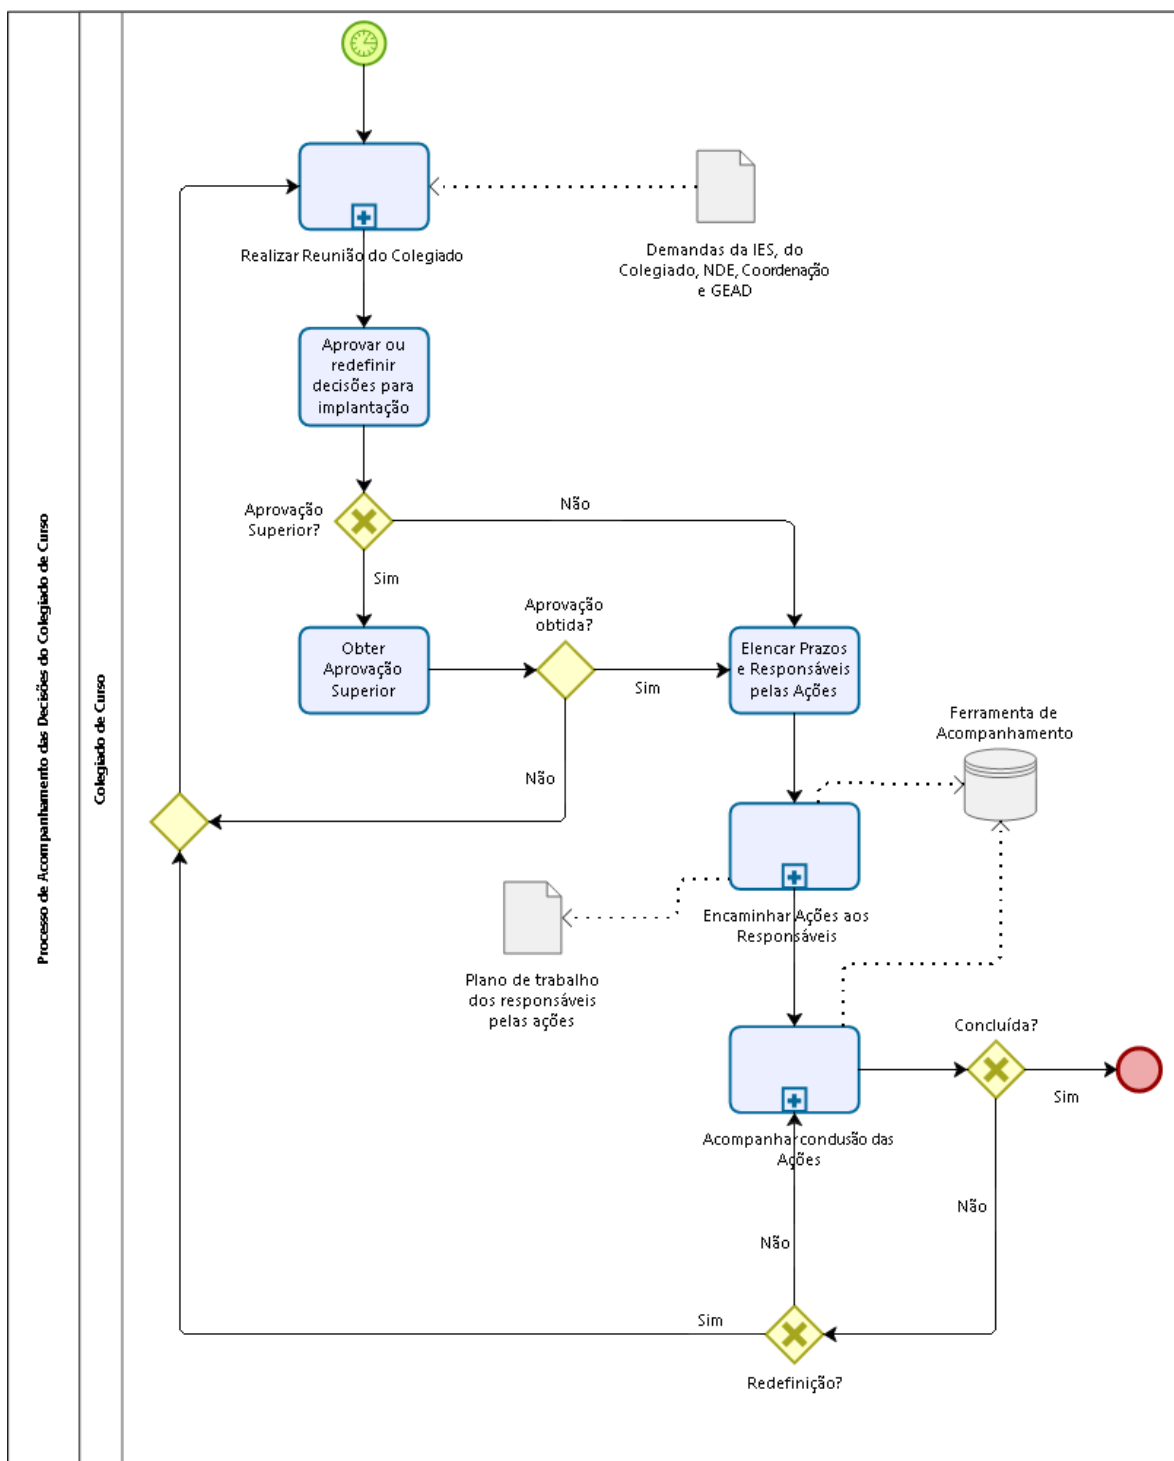 Processo de Acompanhamento das Decisões do Colegiado de Curso
Colegiado de Curso
Realizar Reunião do Colegiado
Demandas da IES, do
Colegiado, NDE, Coordenação
e GEAD
Aprovar ou
redefinir
decisões para
implantação
Aprovação
Superior?
Não
Sim
Obter
Aprovação
Superior
Aprovação
obtida?
Sim
Não
Elencar Prazos
e Responsáveis
pelas Ações
Ferramenta de
Acompanhamento
Encaminhar Ações aos
Responsáveis
Plano de trabalho
dos responsáveis
pelas ações
Acompanhar conclusão das
Ações
Concluída?
Sim
Não
Não
Sim
Redefinição?